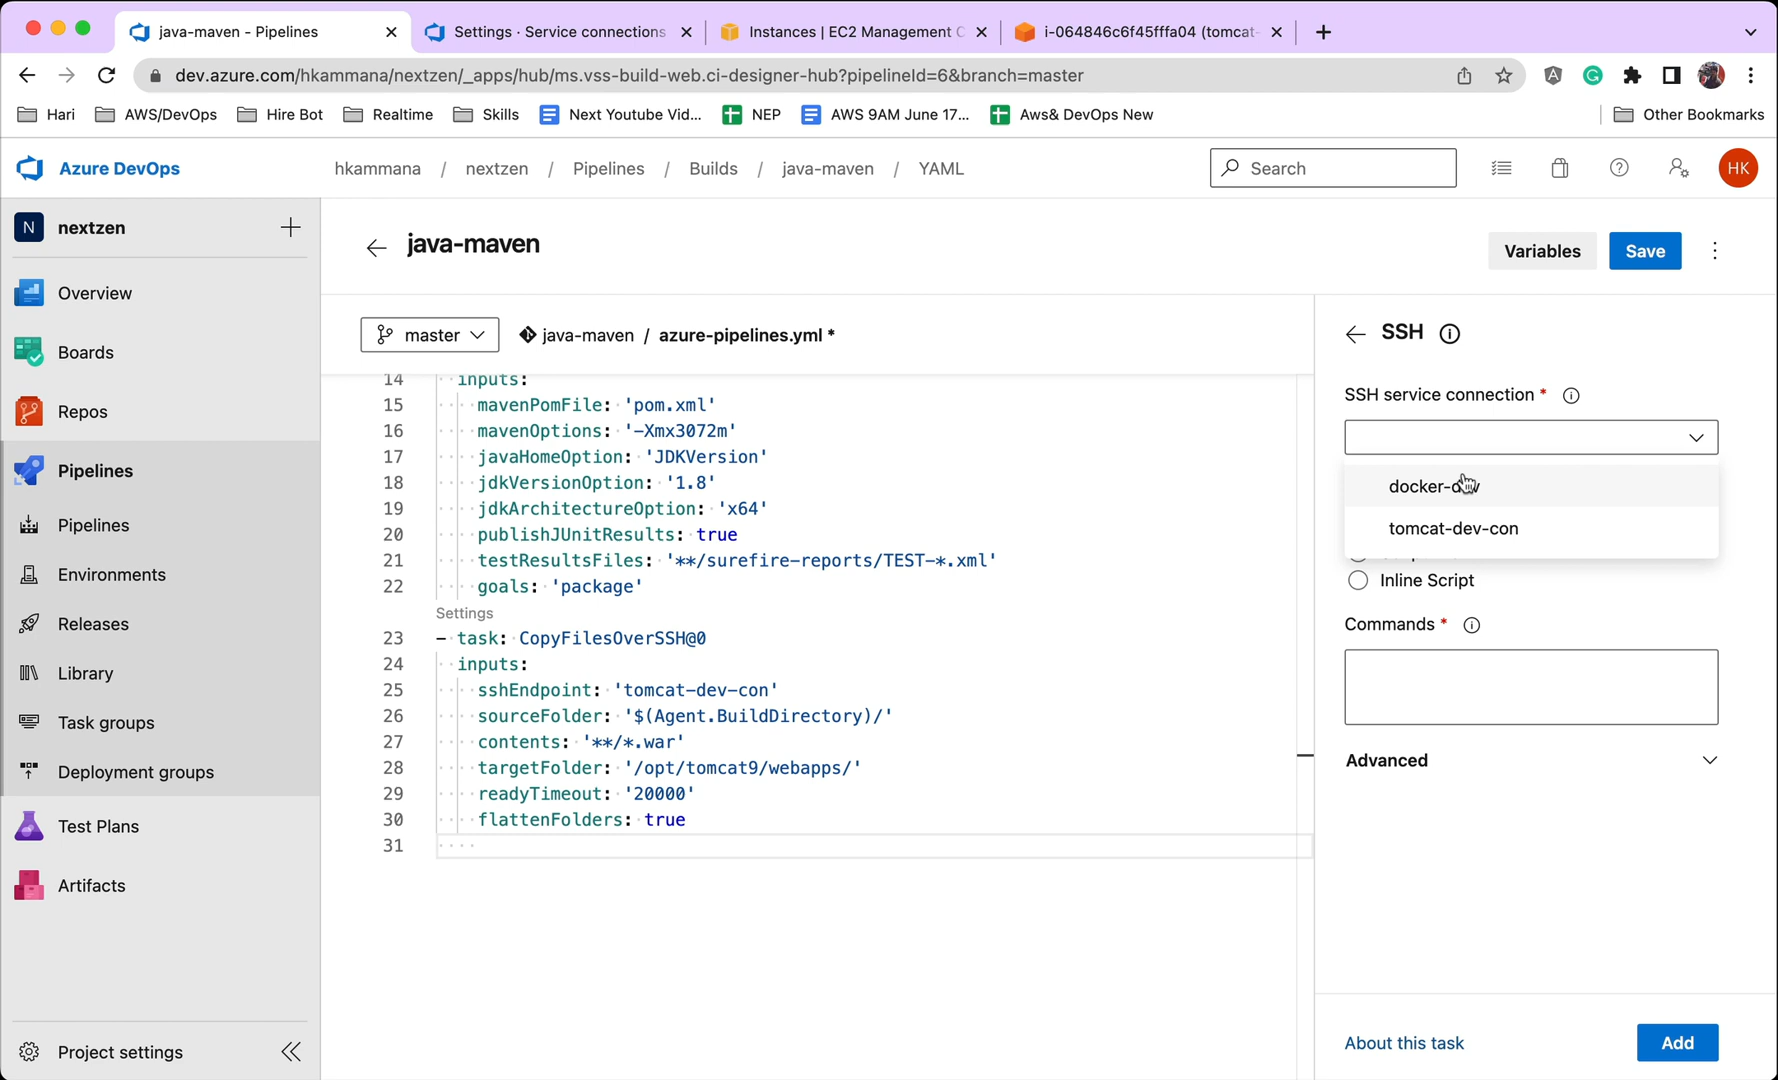 java-maven - Pipelines
Settings · Service connections
Instances | EC2 Management C
i-064846c6f45fffa04 (tomcat-
dev.azure.com/hkammana/nextzen/_apps/hub/ms.vss-build-web.ci-designer-hub?pipelineId=6&branch=master
Hari
AWS/DevOps
Hire Bot
Realtime
Skills
Next Youtube Vid...
NEP
AWS 9AM June 17...
Aws& DevOps New
Other Bookmarks
Azure DevOps
hkammana / nextzen / Pipelines / Builds / java-maven / YAML
Search
HK
N nextzen
Overview
Boards
Repos
Pipelines
Pipelines
Environments
Releases
Library
Task groups
Deployment groups
Test Plans
Artifacts
Project settings
java-maven
Variables
Save
master
java-maven / azure-pipelines.yml *
14 inputs:
15 mavenPomFile: 'pom.xml'
16 mavenOptions: '-Xmx3072m'
17 javaHomeOption: 'JDKVersion'
18 jdkVersionOption: '1.8'
19 jdkArchitectureOption: 'x64'
20 publishJUnitResults: true
21 testResultsFiles: '**/surefire-reports/TEST-*.xml'
22 goals: 'package'
Settings
23 - task: CopyFilesOverSSH@0
24 inputs:
25 sshEndpoint: 'tomcat-dev-con'
26 sourceFolder: '$(Agent.BuildDirectory)/'
27 contents: '**/*.war'
28 targetFolder: '/opt/tomcat9/webapps/'
29 readyTimeout: '20000'
30 flattenFolders: true
31
SSH
SSH service connection *
docker-dev
tomcat-dev-con
Inline Script
Commands *
Advanced
About this task
Add